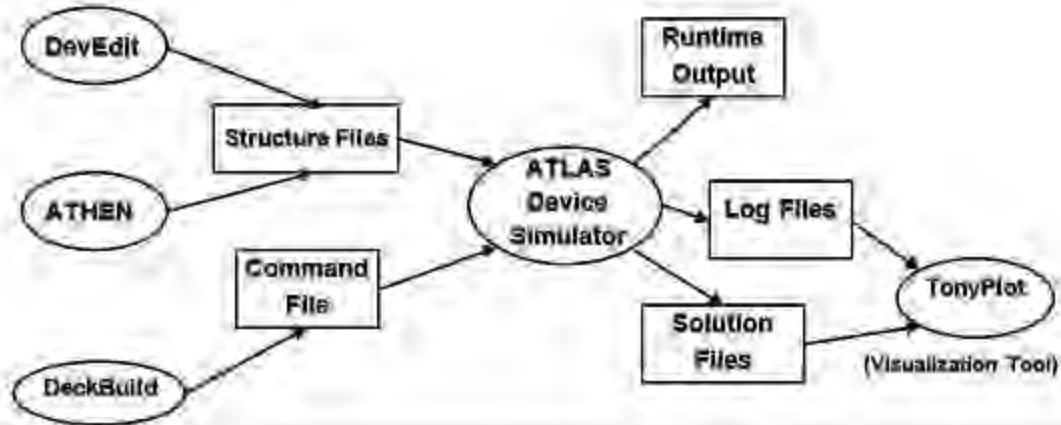 DevEdit
ATHEN
DeckBuild
Structure Files
Command
File
ATLAS
Device
Simulator
Runtime
Output
Log Files
Solution
Files
TonyPlot
(Visualization Tool)